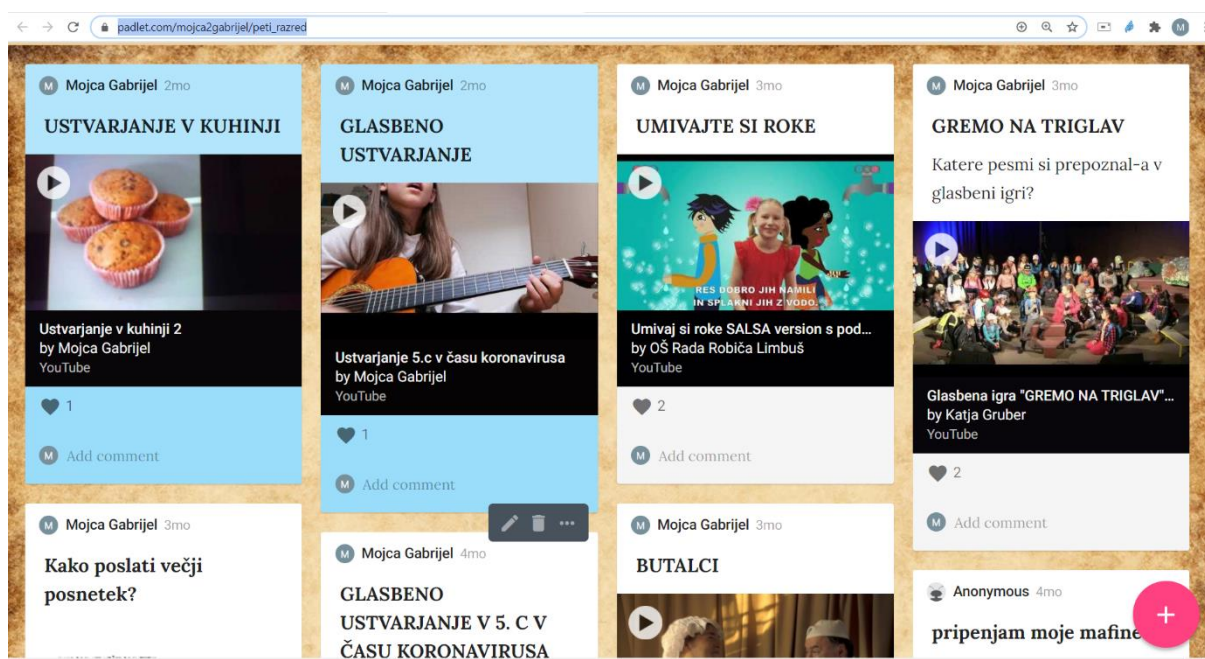 padlet.com/mojca2gabrijel/peti_razred
M
M Mojca Gabrijel 2mo
USTVARJANJE V KUHINJI
Ustvarjanje v kuhinji 2
by Mojca Gabrijel
YouTube
1
M Add comment
M Mojca Gabrijel 3mo
Kako poslati večji
posnetek?
M Mojca Gabrijel 2mo
GLASBENO
USTVARJANJE
Ustvarjanje 5.c v času koronavirusa
by Mojca Gabrijel
YouTube
1
M Add comment
M Mojca Gabrijel 4mo
GLASBENO
USTVARJANJE V 5. C V
ČASU KORONAVIRUSA
M Mojca Gabrijel 3mo
UMIVAJTE SI ROKE
RES DOBRO JIH NAMILI
IN SPLAKNI JIH Z VODO.
Umivaj si roke SALSA version s pod...
by OŠ Rada Robiča Limbuš
YouTube
2
M Add comment
M Mojca Gabrijel 3mo
BUTALCI
M Mojca Gabrijel 3mo
GREMO NA TRIGLAV
Katere pesmi si prepoznal-a v
glasbeni igri?
Glasbena igra "GREMO NA TRIGLAV"...
by Katja Gruber
YouTube
2
M Add comment
Anonymous 4mo
pripenjam moje mafine